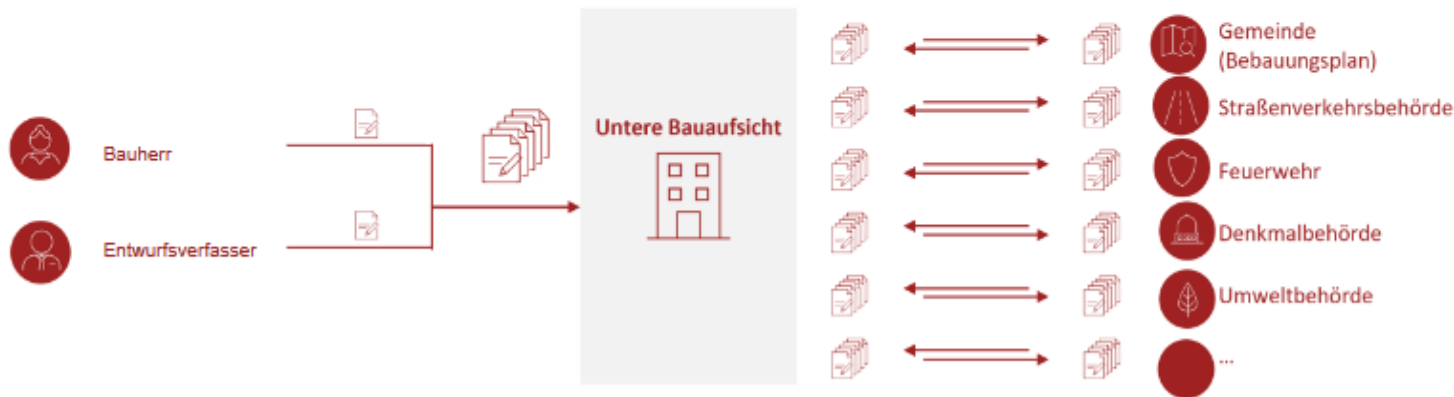 Bauherr
Entwurfsverfasser
Untere Bauaufsicht
Gemeinde
(Bebauungsplan)
Straßenverkehrsbehörde
Feuerwehr
Denkmalbehörde
Umweltbehörde
...